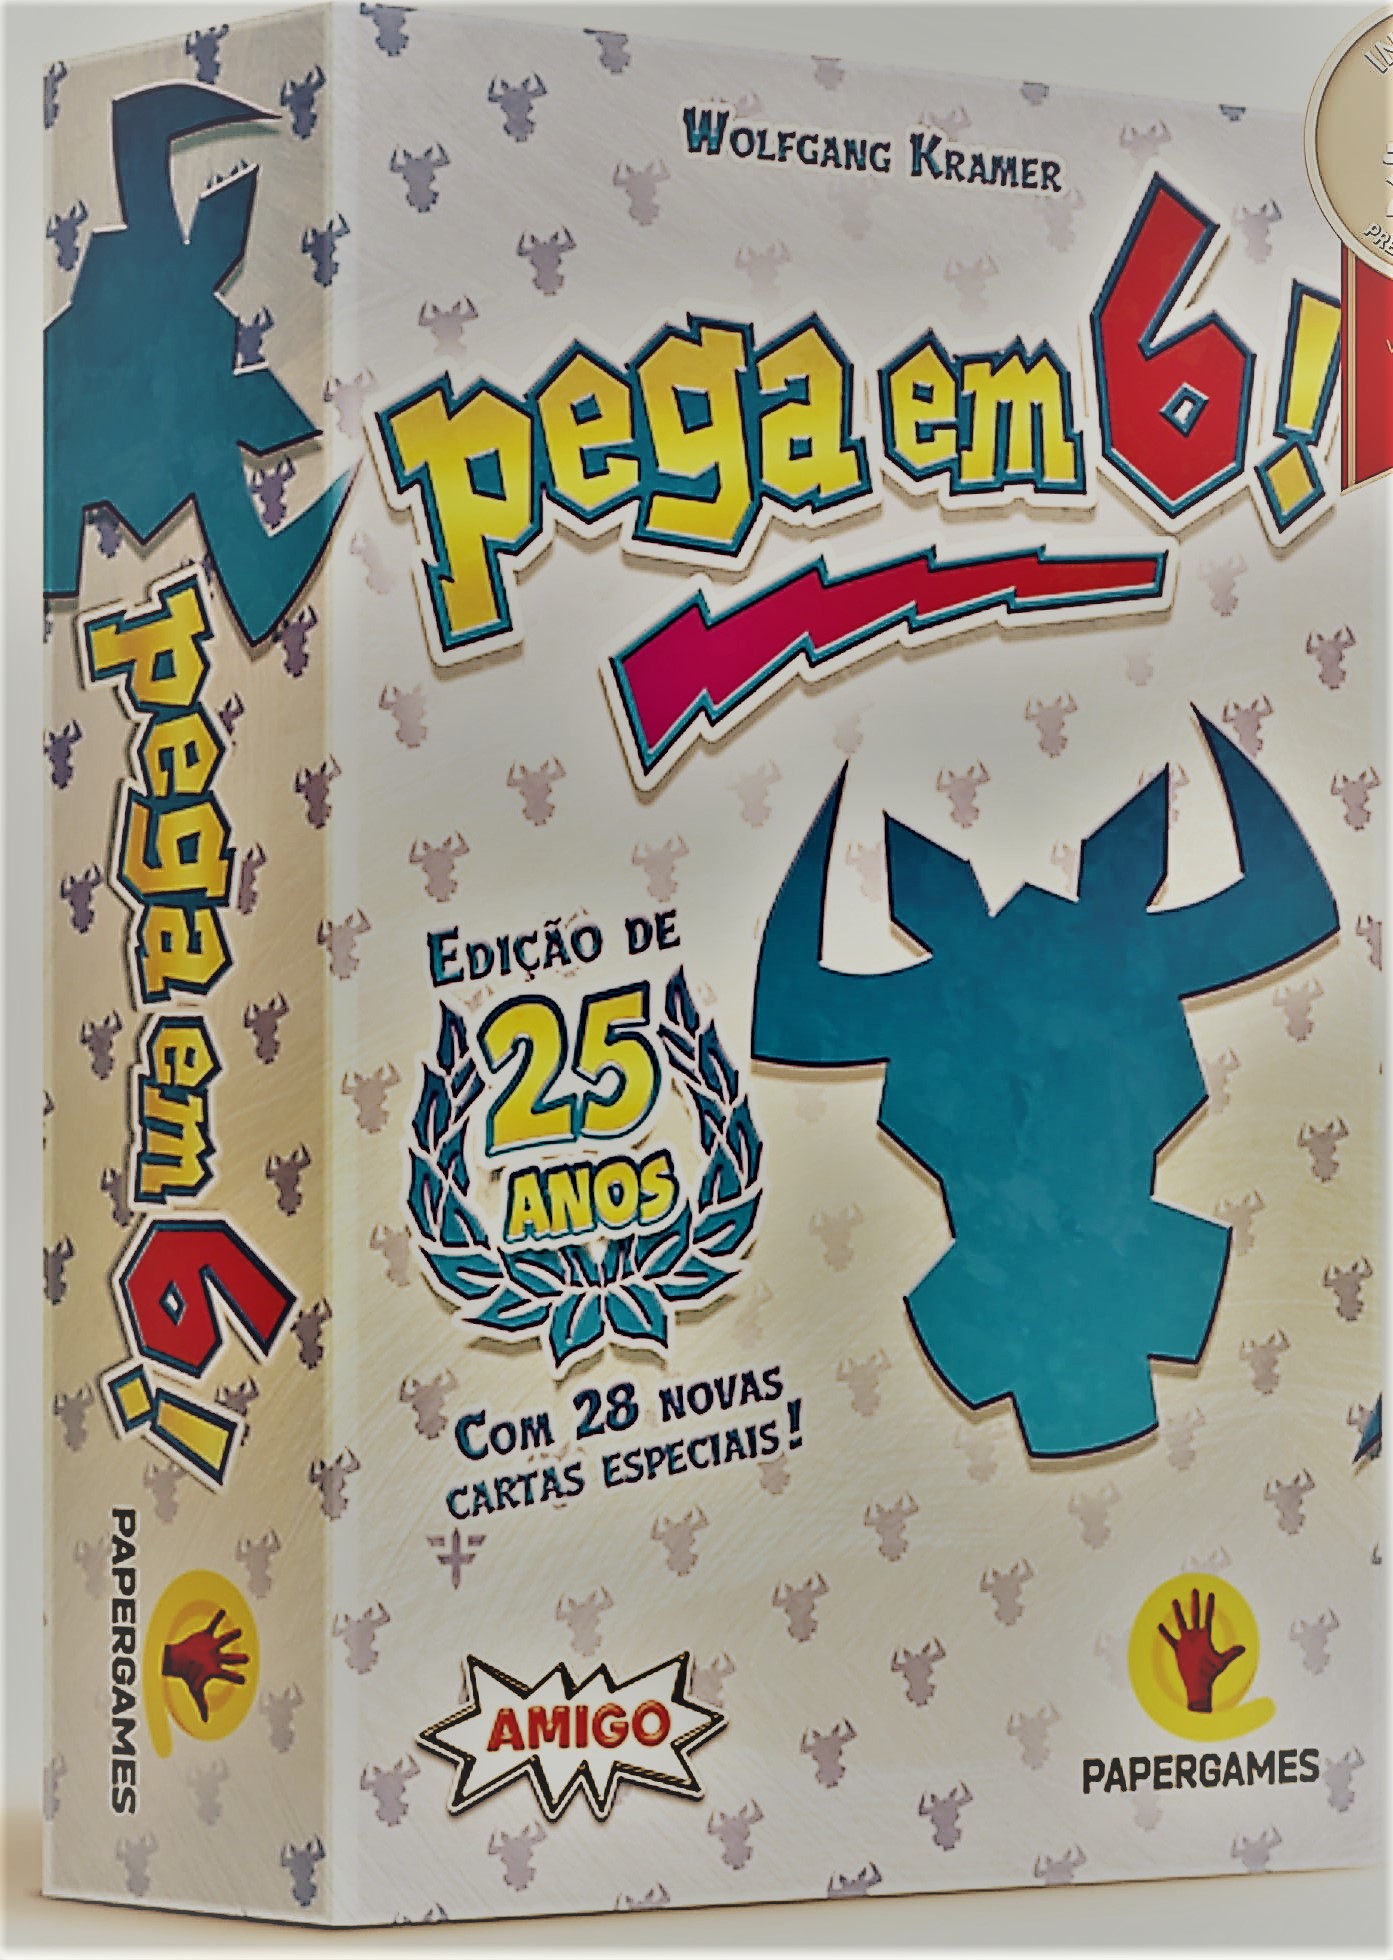 Wolfgang Kramer
pega em 6!
Edição de
25
ANOS
Com 28 novas
cartas especiais!
AMIGO
PAPERGAMES
pega em 6!
PAPERGAMES